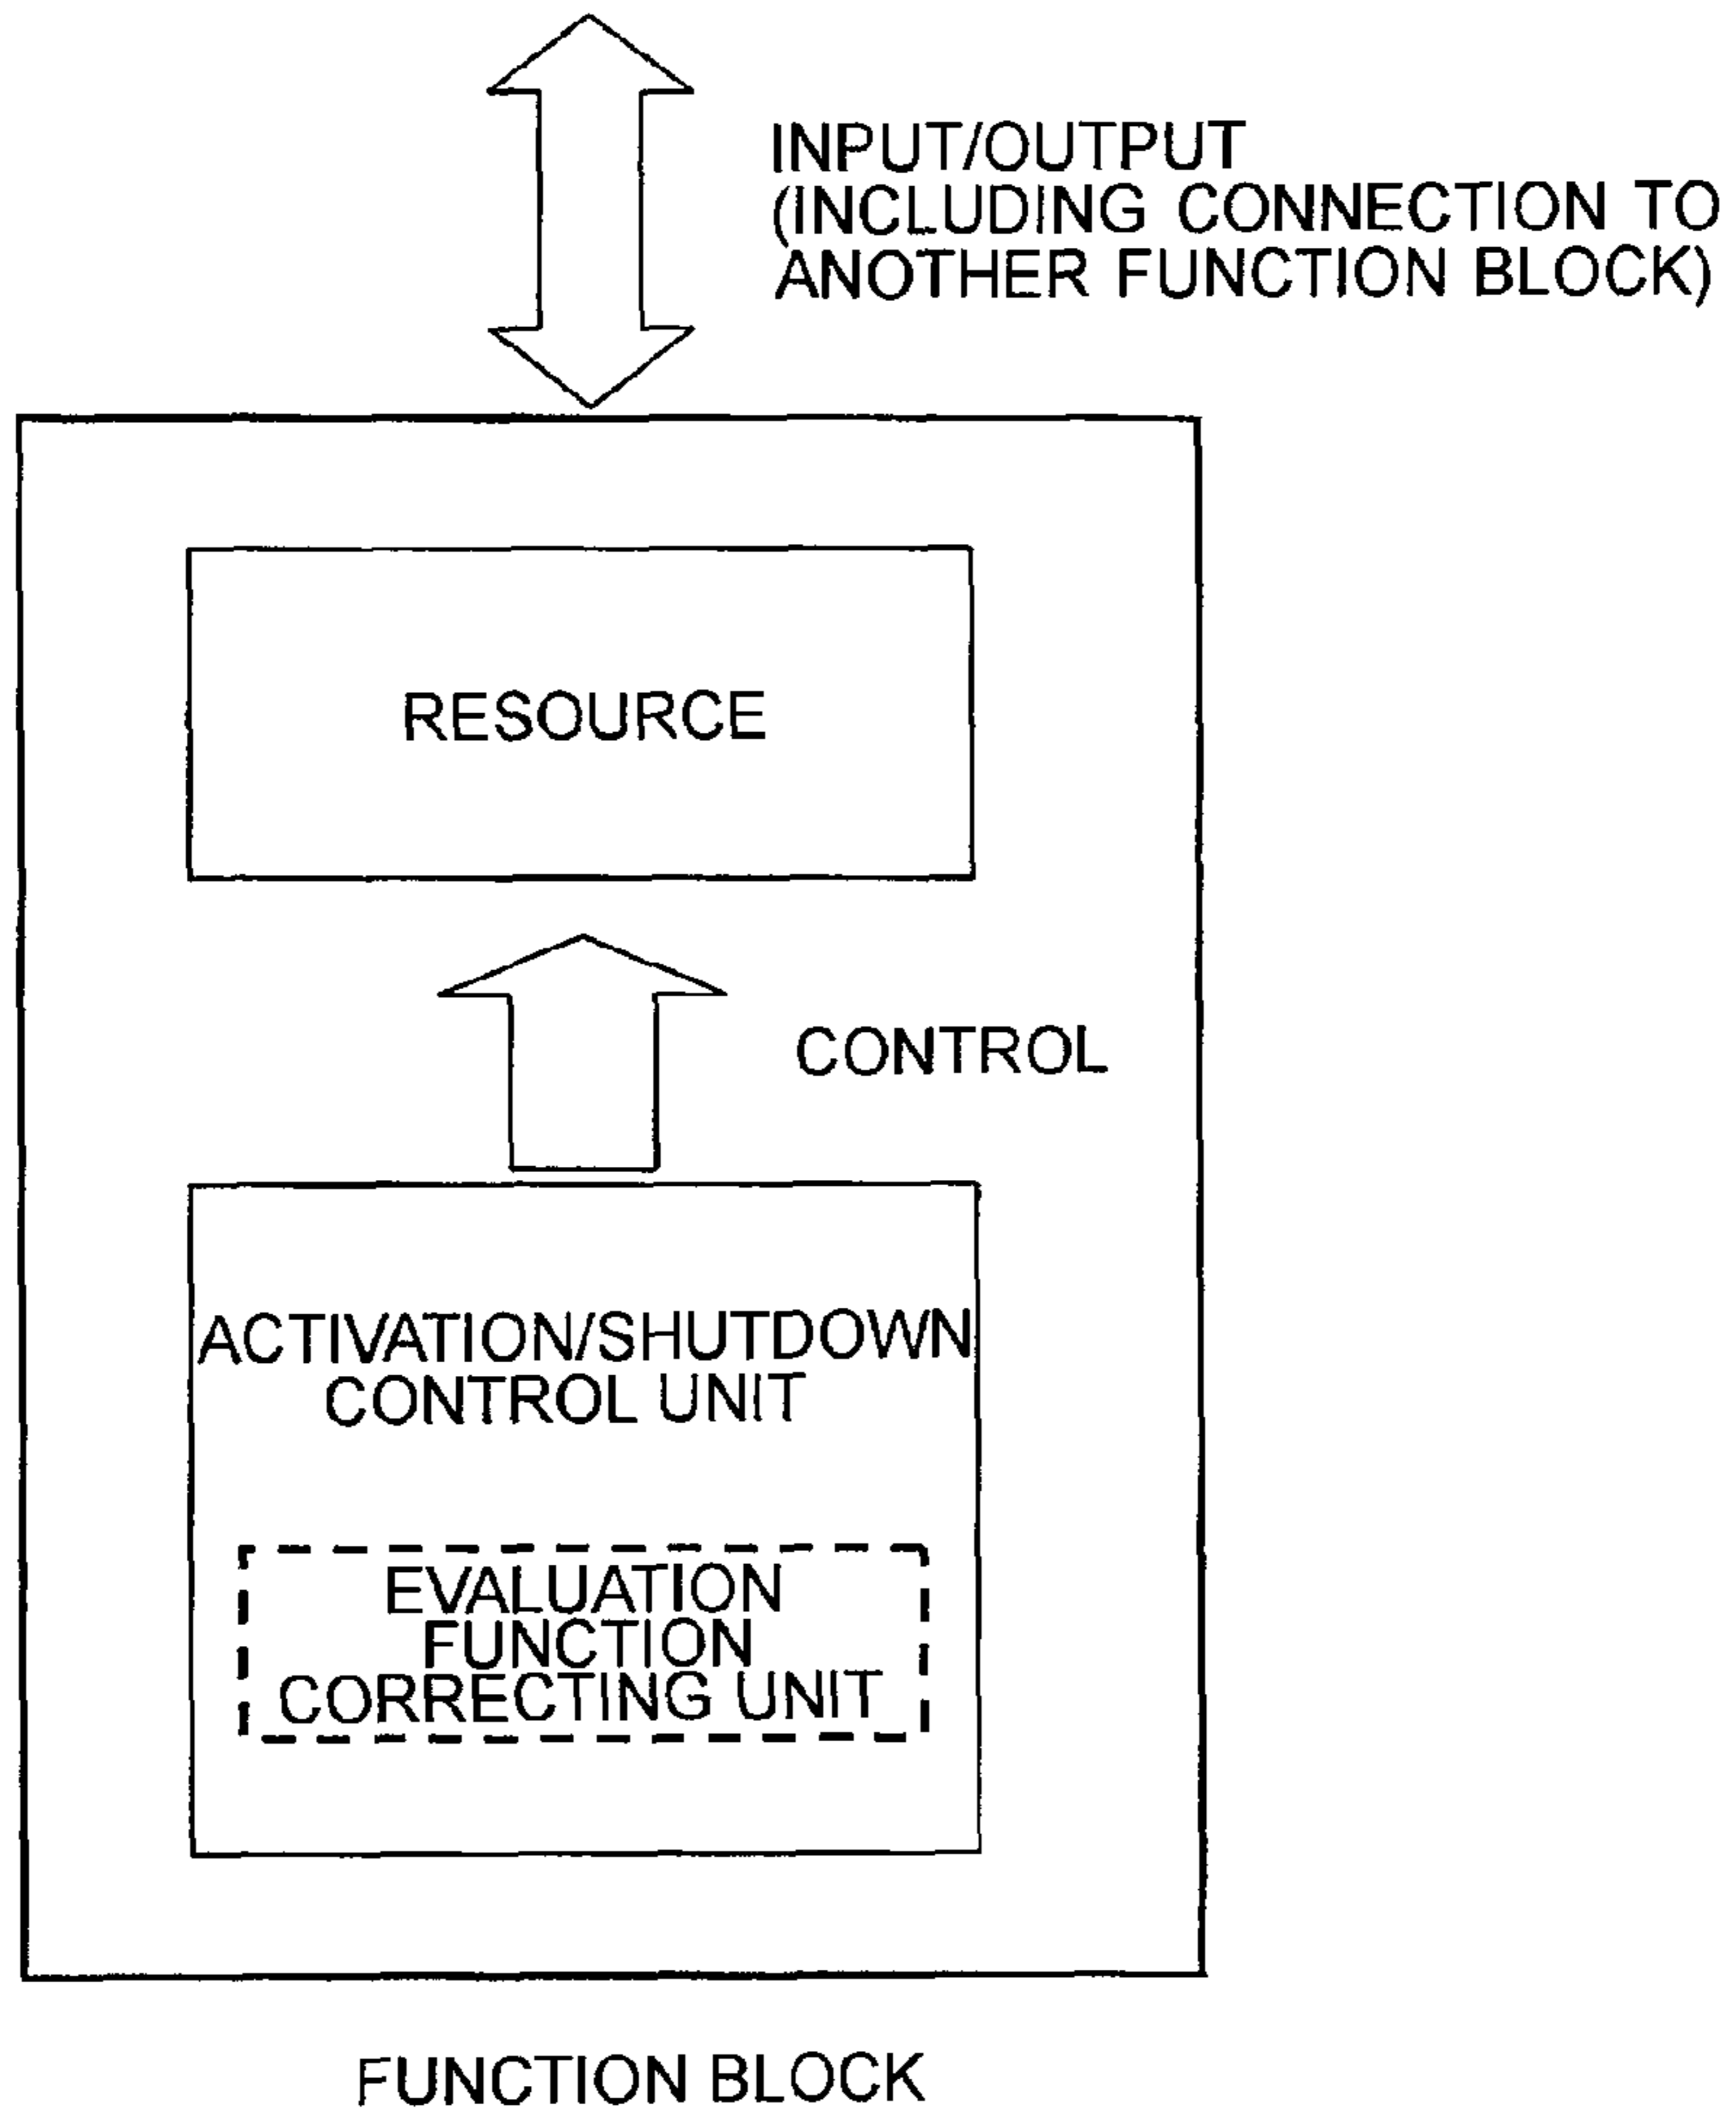 INPUT/OUTPUT
(INCLUDING CONNECTION TO
ANOTHER FUNCTION BLOCK)
RESOURCE
CONTROL
ACTIVATION/SHUTDOWN
CONTROL UNIT
EVALUATION
FUNCTION
CORRECTING UNIT
FUNCTION BLOCK